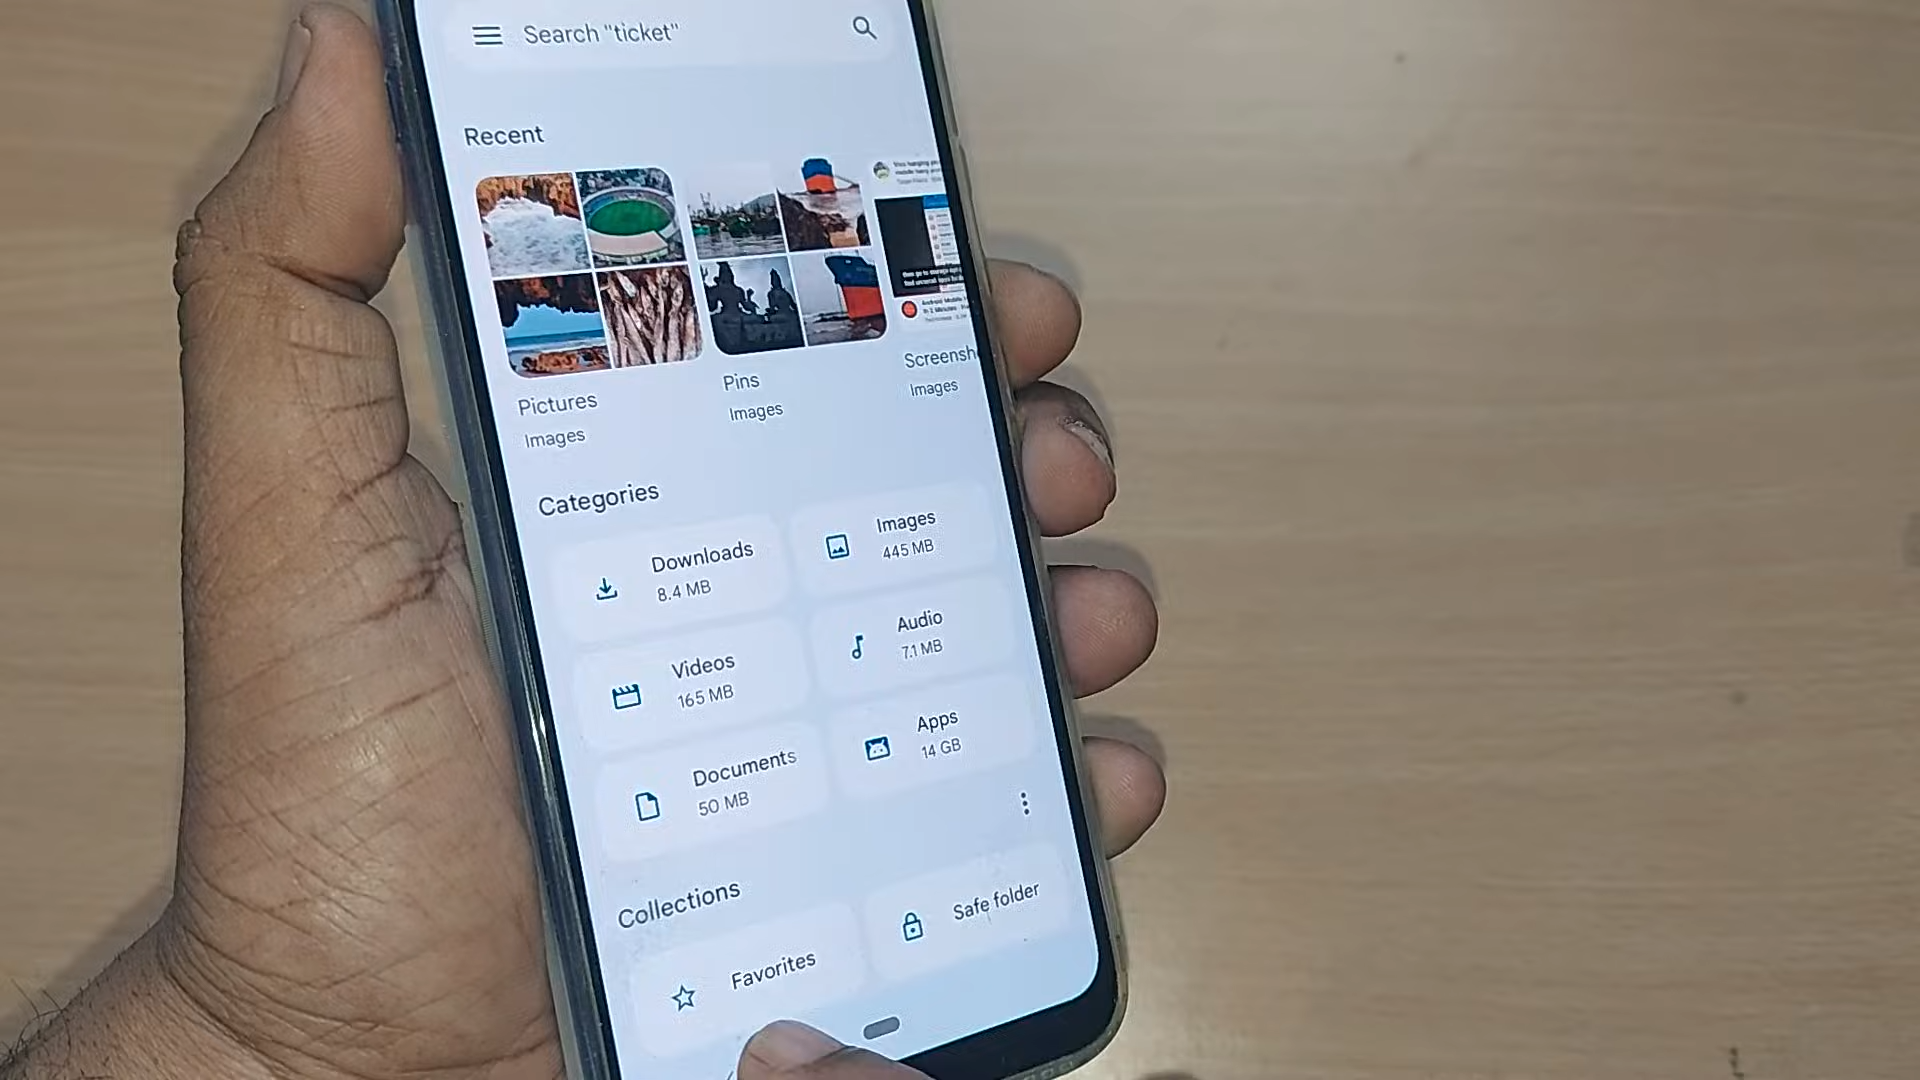 Search "ticket"
Recent
Pictures
Images
Pins
Images
Screensh
Images
Categories
Downloads
8.4 MB
Images
445 MB
Videos
165 MB
Audio
7.1 MB
Documents
50 MB
Apps
14 GB
Collections
Favorites
Safe folder